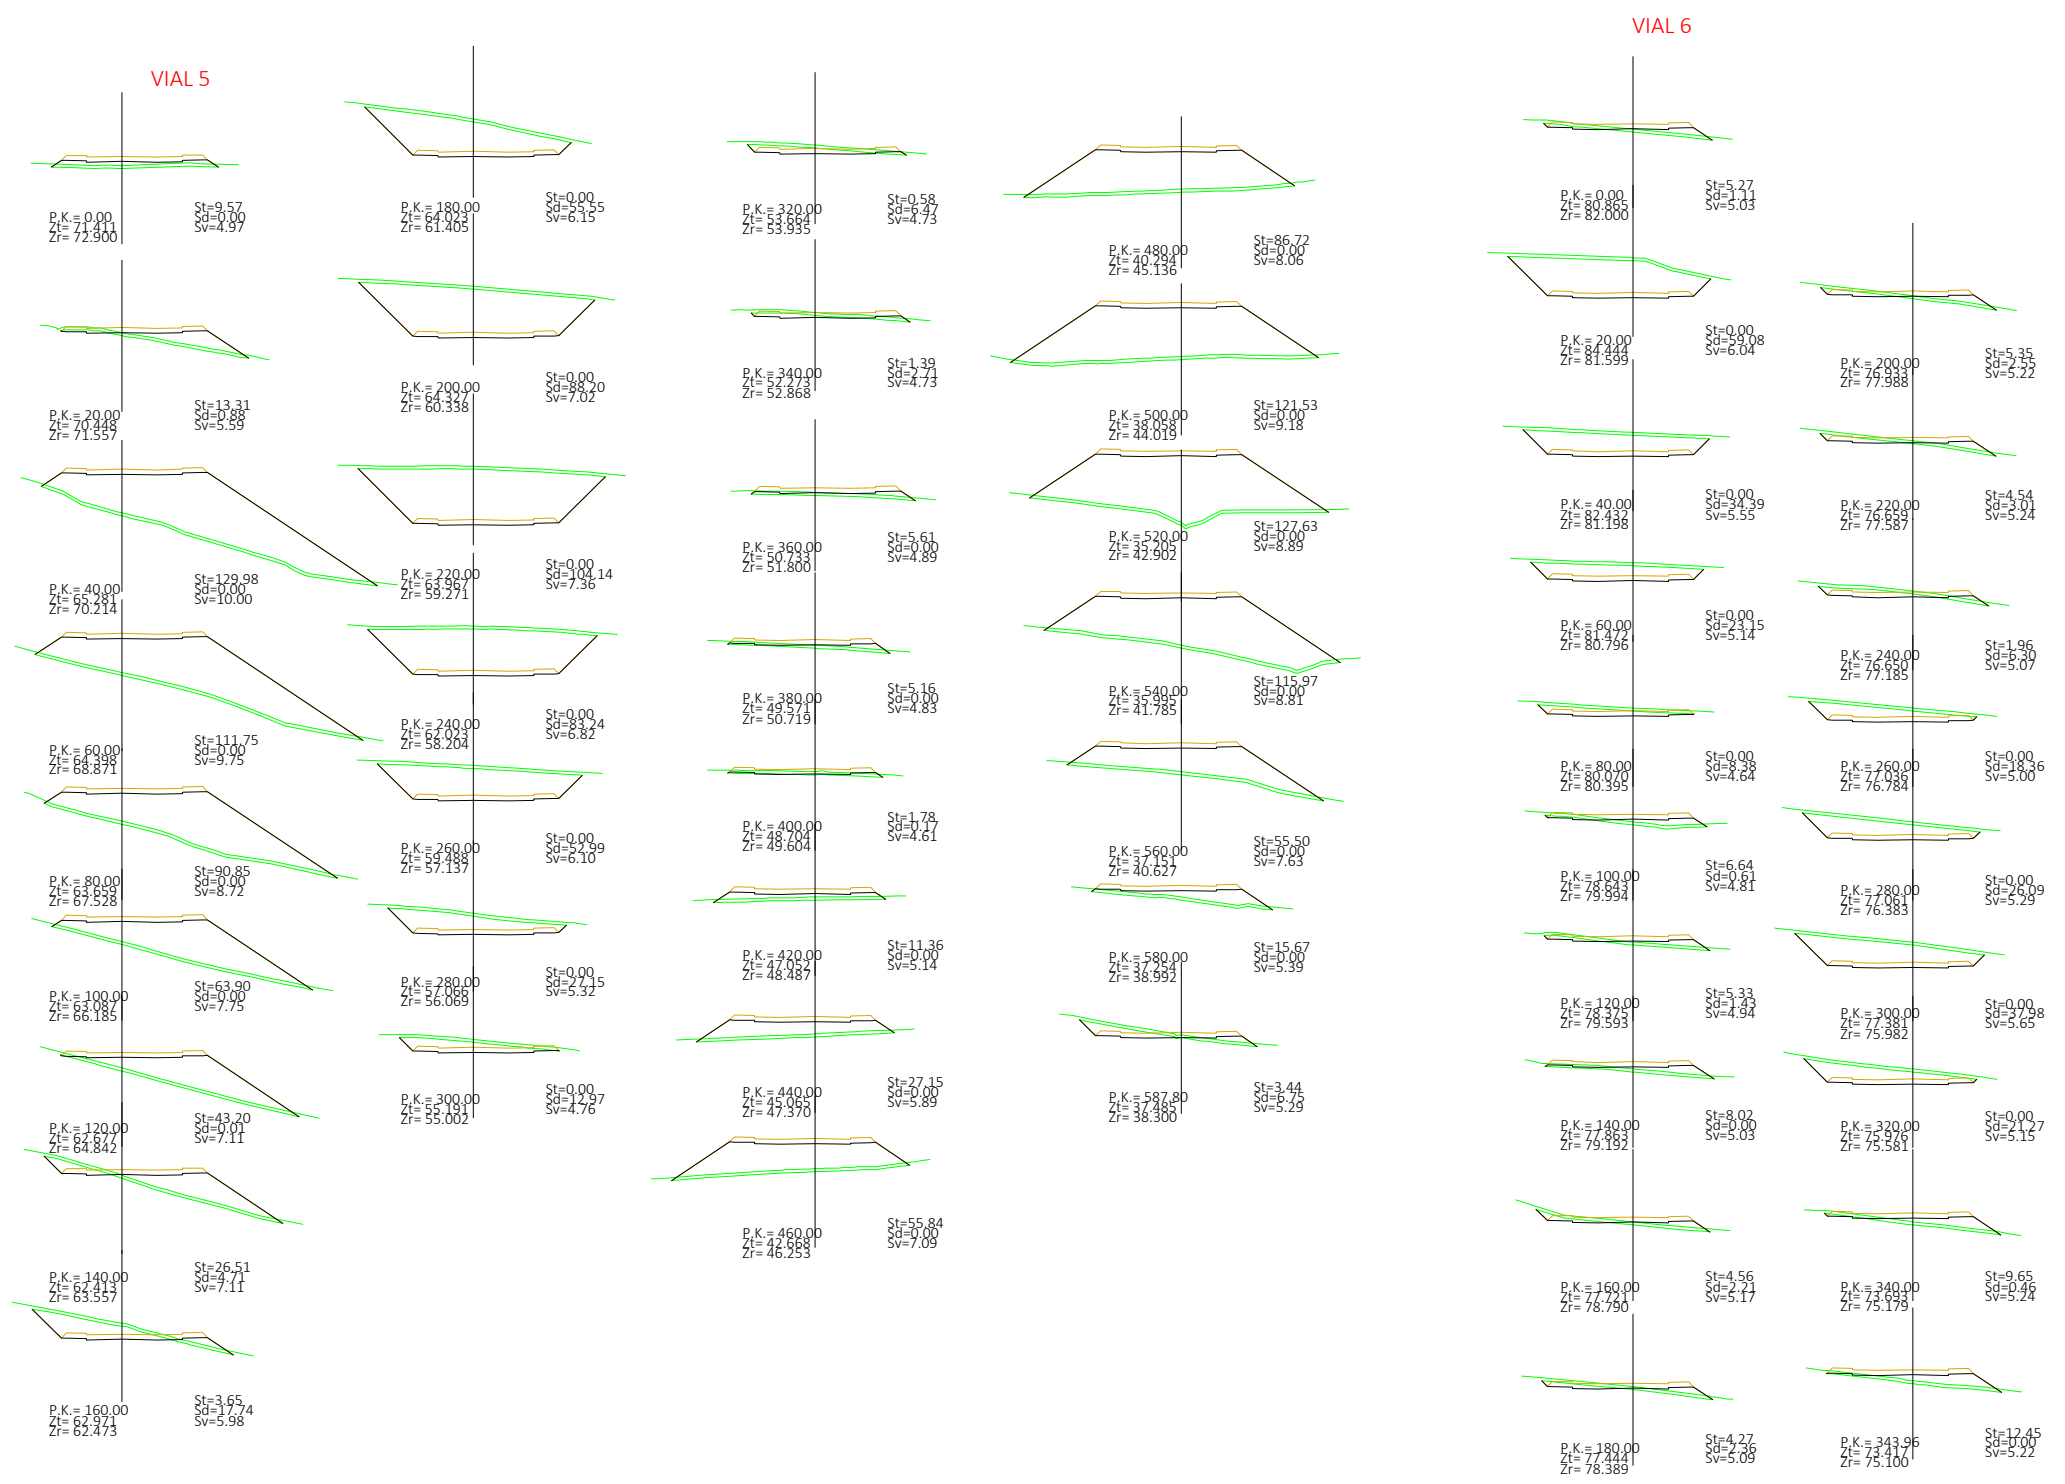 VIAL 5
P.K.= 0.00
Zt= 71.411
Zr= 72.900
St=9.57
Sd=0.00
Sv=4.97
P.K.= 20.00
Zt= 70.448
Zr= 71.557
St=13.31
Sd=0.88
Sv=5.59
P.K.= 40.00
Zt= 65.281
Zr= 70.214
St=129.98
Sd=0.00
Sv=10.00
P.K.= 60.00
Zt= 64.398
Zr= 68.871
St=111.75
Sd=0.00
Sv=9.75
P.K.= 80.00
Zt= 63.659
Zr= 67.528
St=90.85
Sd=0.00
Sv=8.72
P.K.= 100.00
Zt= 63.087
Zr= 66.185
St=63.90
Sd=0.00
Sv=7.75
P.K.= 120.00
Zt= 62.677
Zr= 64.842
St=43.20
Sd=0.01
Sv=7.11
P.K.= 140.00
Zt= 62.413
Zr= 63.557
St=26.51
Sd=4.71
Sv=7.11
P.K.= 160.00
Zt= 62.971
Zr= 62.473
St=3.65
Sd=17.74
Sv=5.98
P.K.= 180.00
Zt= 64.023
Zr= 61.405
St=0.00
Sd=55.55
Sv=6.15
P.K.= 200.00
Zt= 64.327
Zr= 60.338
St=0.00
Sd=88.20
Sv=7.02
P.K.= 220.00
Zt= 63.967
Zr= 59.271
St=0.00
Sd=104.14
Sv=7.36
P.K.= 240.00
Zt= 62.023
Zr= 58.204
St=0.00
Sd=83.24
Sv=6.82
P.K.= 260.00
Zt= 59.488
Zr= 57.137
St=0.00
Sd=52.99
Sv=6.10
P.K.= 280.00
Zt= 57.066
Zr= 56.069
St=0.00
Sd=27.15
Sv=5.32
P.K.= 300.00
Zt= 55.191
Zr= 55.002
St=0.00
Sd=12.97
Sv=4.76
P.K.= 320.00
Zt= 53.664
Zr= 53.935
St=0.58
Sd=6.47
Sv=4.73
P.K.= 340.00
Zt= 52.273
Zr= 52.868
St=1.39
Sd=2.71
Sv=4.73
P.K.= 360.00
Zt= 50.733
Zr= 51.800
St=5.61
Sd=0.00
Sv=4.89
P.K.= 380.00
Zt= 49.571
Zr= 50.719
St=5.16
Sd=0.00
Sv=4.83
P.K.= 400.00
Zt= 48.704
Zr= 49.604
St=1.78
Sd=0.17
Sv=4.61
P.K.= 420.00
Zt= 47.052
Zr= 48.487
St=11.36
Sd=0.00
Sv=5.14
P.K.= 440.00
Zt= 45.065
Zr= 47.370
St=27.15
Sd=0.00
Sv=5.89
P.K.= 460.00
Zt= 42.668
Zr= 46.253
St=55.84
Sd=0.00
Sv=7.09
P.K.= 480.00
Zt= 40.294
Zr= 45.136
St=86.72
Sd=0.00
Sv=8.06
P.K.= 500.00
Zt= 38.058
Zr= 44.019
St=121.53
Sd=0.00
Sv=9.18
P.K.= 520.00
Zt= 35.205
Zr= 42.902
St=127.63
Sd=0.00
Sv=8.89
P.K.= 540.00
Zt= 35.995
Zr= 41.785
St=115.97
Sd=0.00
Sv=8.81
P.K.= 560.00
Zt= 37.151
Zr= 40.627
St=55.50
Sd=0.00
Sv=7.63
P.K.= 580.00
Zt= 37.254
Zr= 38.992
St=15.67
Sd=0.00
Sv=5.39
P.K.= 587.80
Zt= 37.485
Zr= 38.300
St=3.44
Sd=6.75
Sv=5.29
VIAL 6
P.K.= 0.00
Zt= 80.865
Zr= 82.000
St=5.27
Sd=1.11
Sv=5.03
P.K.= 20.00
Zt= 84.444
Zr= 81.599
St=0.00
Sd=59.08
Sv=6.04
P.K.= 40.00
Zt= 82.432
Zr= 81.198
St=0.00
Sd=34.39
Sv=5.55
P.K.= 60.00
Zt= 81.472
Zr= 80.796
St=0.00
Sd=23.15
Sv=5.14
P.K.= 80.00
Zt= 80.070
Zr= 80.395
St=0.00
Sd=8.38
Sv=4.64
P.K.= 100.00
Zt= 78.643
Zr= 79.994
St=6.64
Sd=0.61
Sv=4.81
P.K.= 120.00
Zt= 78.375
Zr= 79.593
St=5.33
Sd=1.43
Sv=4.94
P.K.= 140.00
Zt= 77.863
Zr= 79.192
St=8.02
Sd=0.00
Sv=5.03
P.K.= 160.00
Zt= 77.721
Zr= 78.790
St=4.56
Sd=2.21
Sv=5.17
P.K.= 180.00
Zt= 77.444
Zr= 78.389
St=4.27
Sd=2.36
Sv=5.09
P.K.= 200.00
Zt= 76.933
Zr= 77.988
St=5.35
Sd=2.55
Sv=5.22
P.K.= 220.00
Zt= 76.659
Zr= 77.587
St=4.54
Sd=3.01
Sv=5.24
P.K.= 240.00
Zt= 76.650
Zr= 77.185
St=1.96
Sd=6.30
Sv=5.07
P.K.= 260.00
Zt= 77.036
Zr= 76.784
St=0.00
Sd=18.36
Sv=5.00
P.K.= 280.00
Zt= 77.061
Zr= 76.383
St=0.00
Sd=26.09
Sv=5.29
P.K.= 300.00
Zt= 77.381
Zr= 75.982
St=0.00
Sd=37.98
Sv=5.65
P.K.= 320.00
Zt= 75.976
Zr= 75.581
St=0.00
Sd=21.27
Sv=5.15
P.K.= 340.00
Zt= 73.693
Zr= 75.179
St=9.65
Sd=0.46
Sv=5.24
P.K.= 343.96
Zt= 73.417
Zr= 75.100
St=12.45
Sd=0.00
Sv=5.22